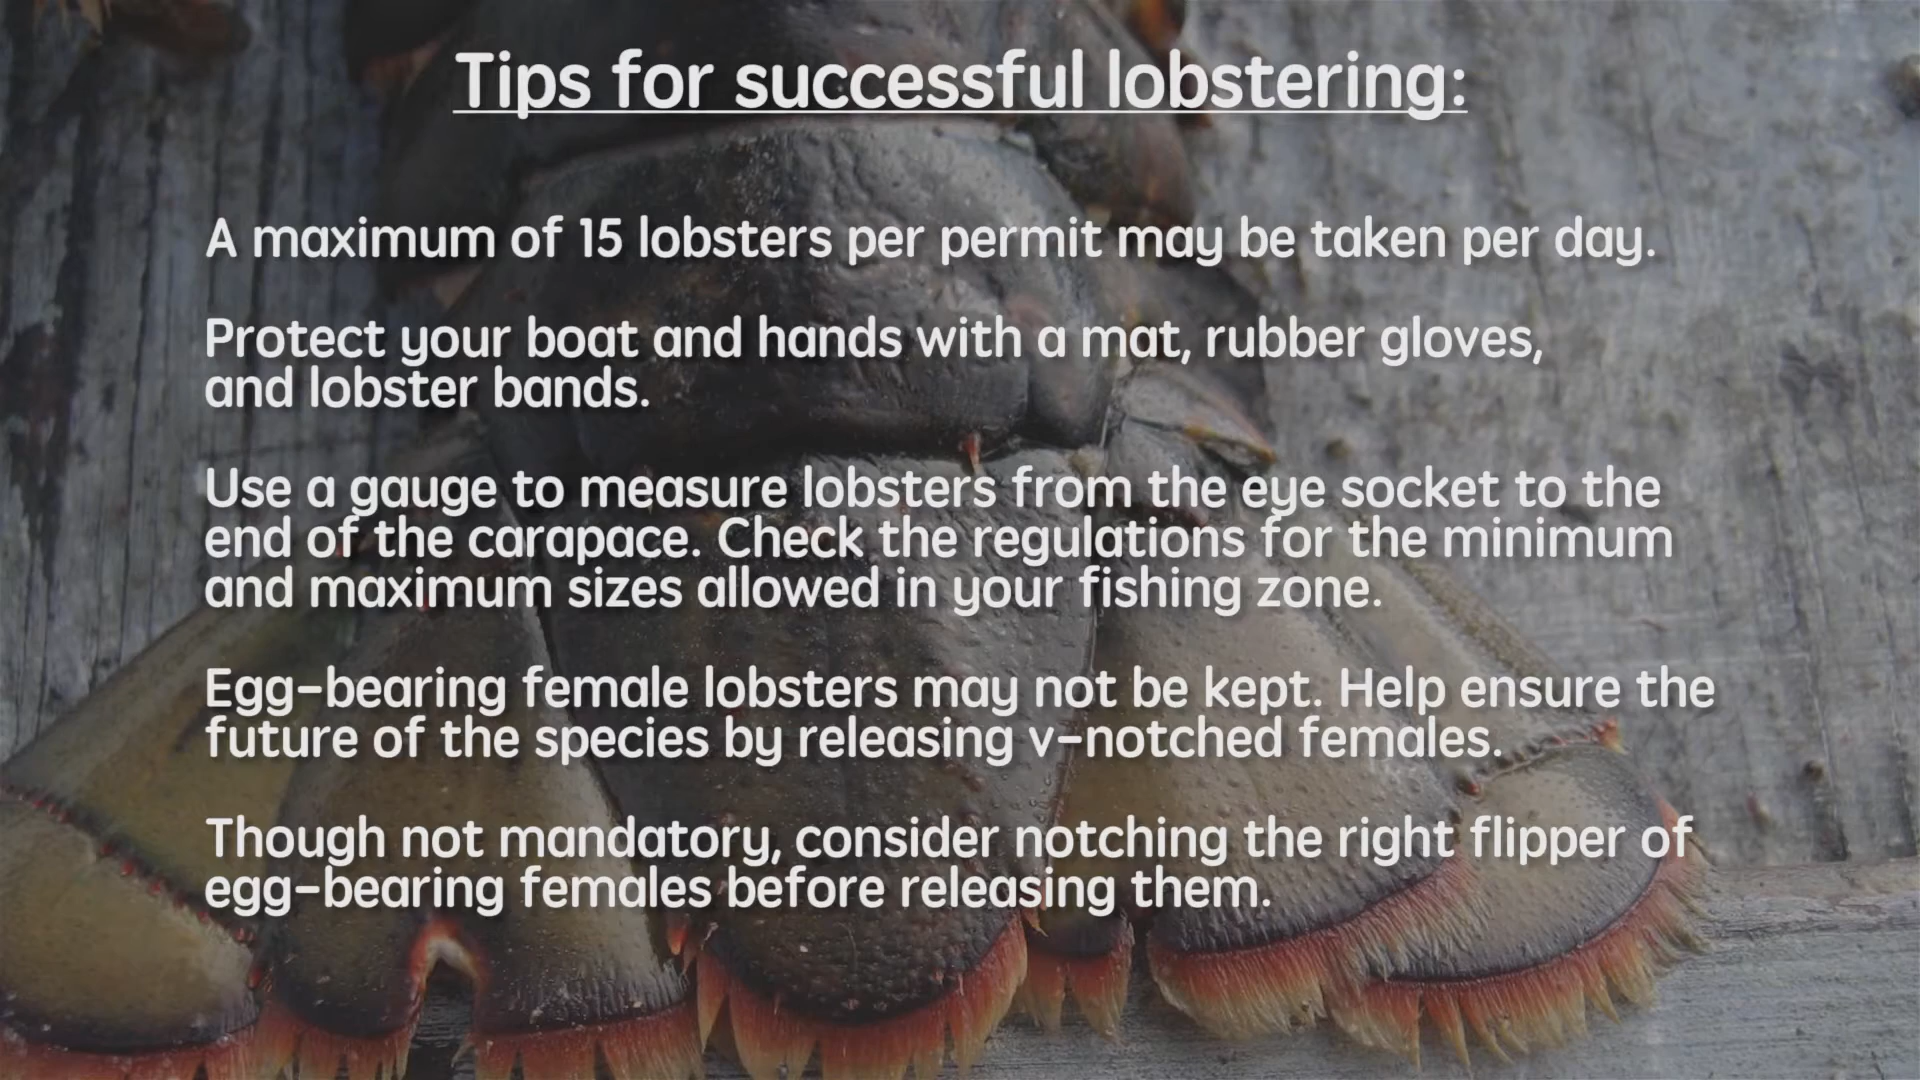 Tips for successful lobstering:
A maximum of 15 lobsters per permit may be taken per day.
Protect your boat and hands with a mat, rubber gloves,
and lobster bands.
Use a gauge to measure lobsters from the eye socket to the
end of the carapace. Check the regulations for the minimum
and maximum sizes allowed in your fishing zone.
Egg-bearing female lobsters may not be kept. Help ensure the
future of the species by releasing v-notched females.
Though not mandatory, consider notching the right flipper of
egg-bearing females before releasing them.